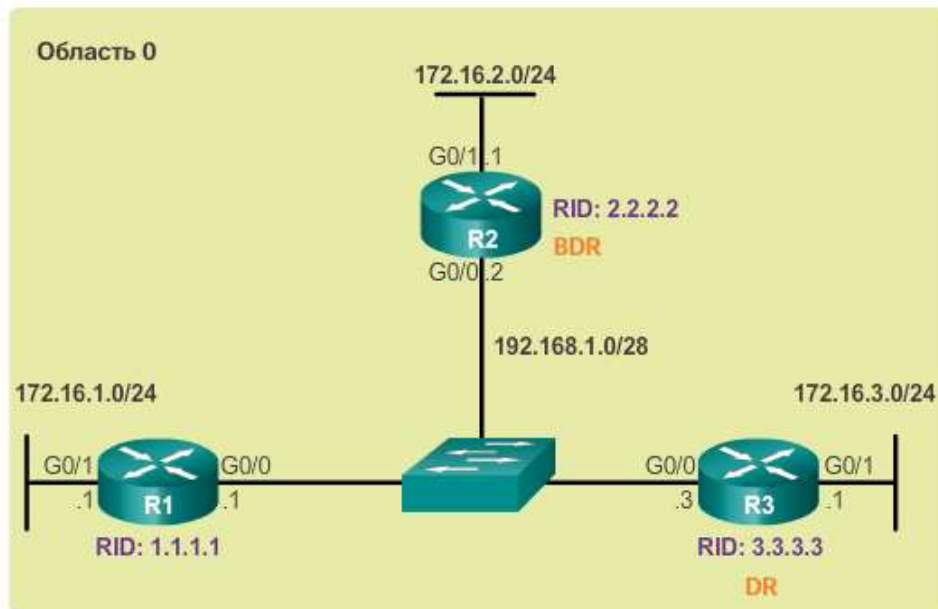 Область 0
172.16.2.0/24
G0/1 .1
R2
RID: 2.2.2.2
BDR
G0/0 .2
192.168.1.0/28
172.16.1.0/24
172.16.3.0/24
G0/1
G0/0
G0/0
G0/1
.1
R1
.1
.3
R3
.1
RID: 1.1.1.1
RID: 3.3.3.3
DR